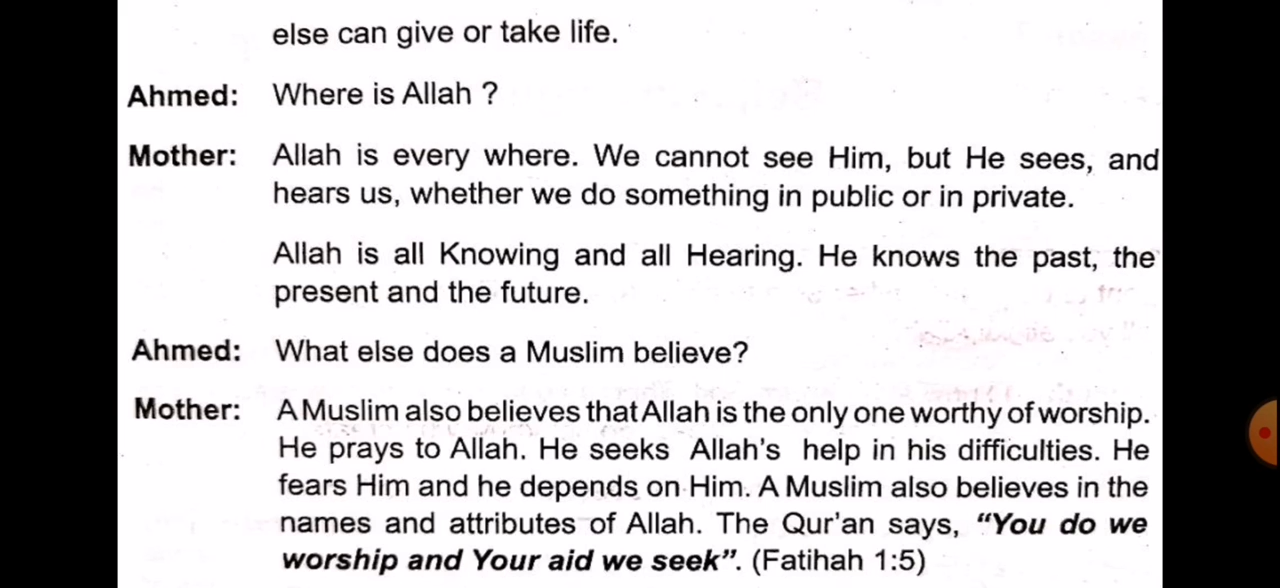 else can give or take life.
Ahmed: Where is Allah ?
Mother: Allah is every where. We cannot see Him, but He sees, and
hears us, whether we do something in public or in private.
Allah is all Knowing and all Hearing. He knows the past, the
present and the future.
Ahmed: What else does a Muslim believe?
Mother: A Muslim also believes that Allah is the only one worthy of worship.
He prays to Allah. He seeks Allah's help in his difficulties. He
fears Him and he depends on Him. A Muslim also believes in the
names and attributes of Allah. The Qur'an says, “You do we
worship and Your aid we seek”. (Fatihah 1:5)